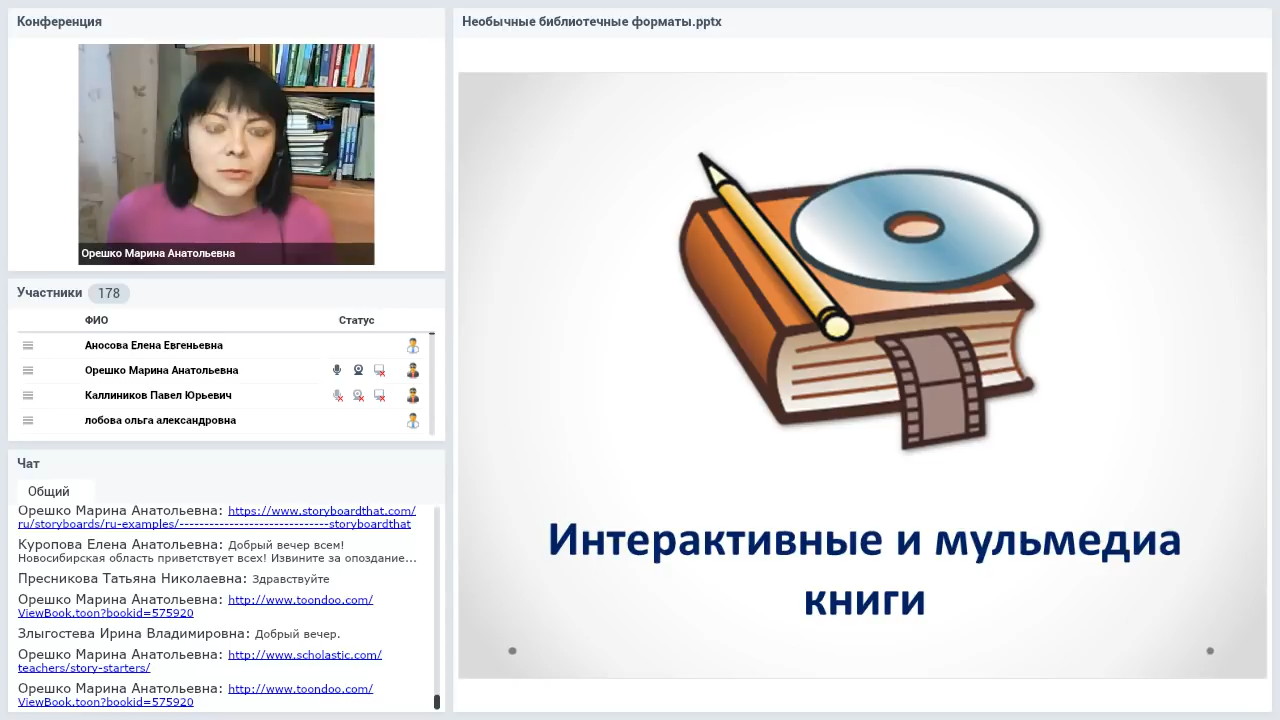 Конференция
Орешко Марина Анатольевна
Участники 178
ФИО Статус
Аносова Елена Евгеньевна
Орешко Марина Анатольевна
Каллиников Павел Юрьевич
лобова ольга александровна
Чат
Общий
Орешко Марина Анатольевна: https://www.storyboardthat.com/
ru/storyboards/ru-examples/------------------------------storyboardthat
Куропова Елена Анатольевна: Добрый вечер всем!
Новосибирская область приветствует всех! Извините за опоздание...
Пресникова Татьяна Николаевна: Здравствуйте
Орешко Марина Анатольевна: http://www.toondoo.com/
ViewBook.toon?bookid=575920
Злыгостева Ирина Владимировна: Добрый вечер.
Орешко Марина Анатольевна: http://www.scholastic.com/
teachers/story-starters/
Орешко Марина Анатольевна: http://www.toondoo.com/
ViewBook.toon?bookid=575920
Необычные библиотечные форматы.pptx
Интерактивные и мульмедиа
книги